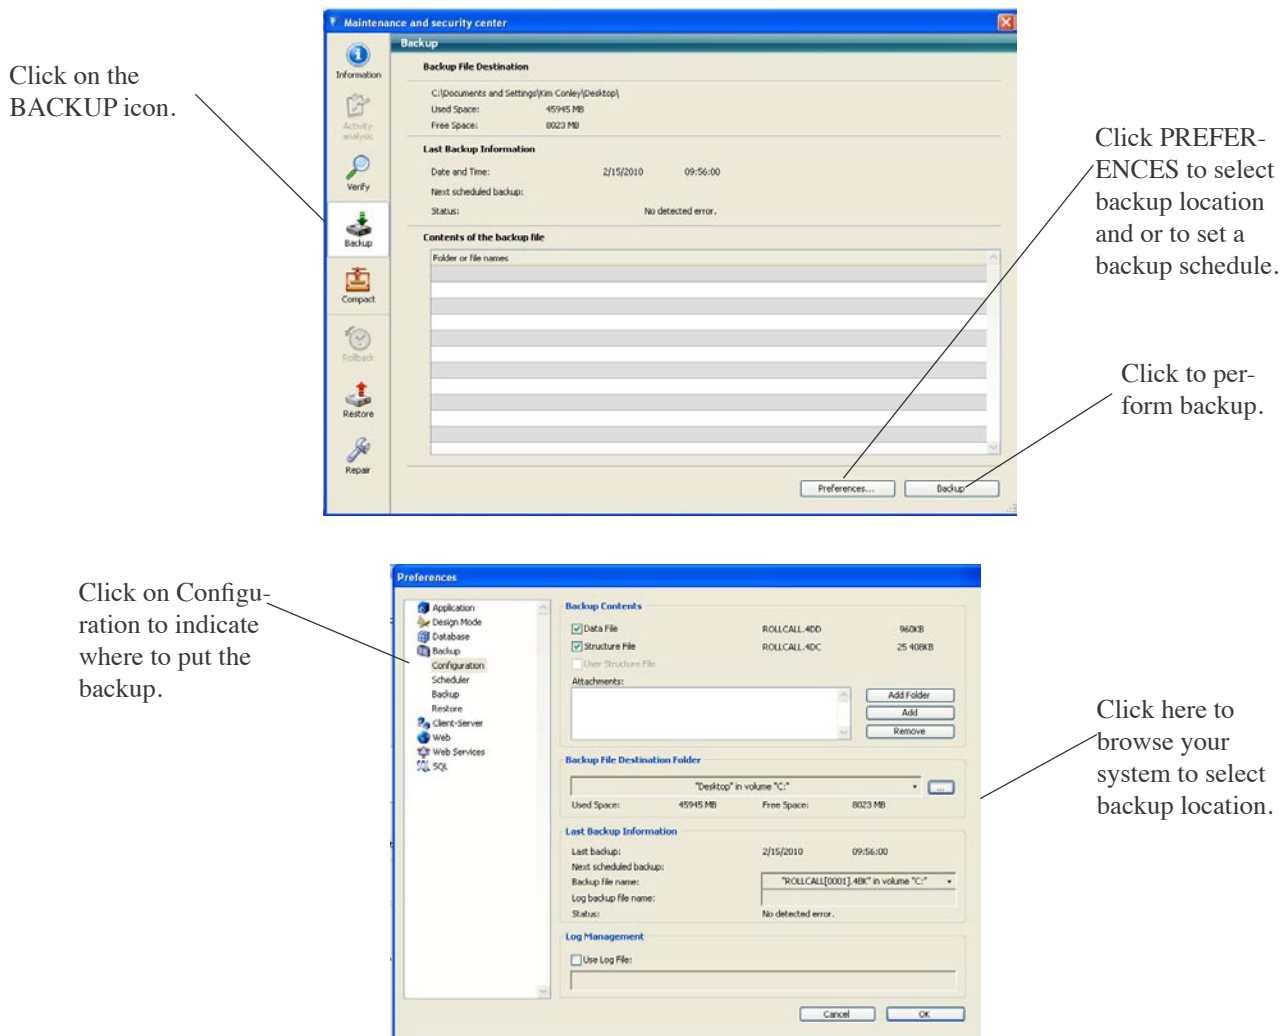 Click on the
BACKUP icon.
Maintenance and security center
Information
Activity
analysis
Verify
Backup
Compact
Rollback
Restore
Repair
Backup
Backup File Destination
C:\Documents and Settings\Kim Conley\Desktop\
Used Space: 45945 MB
Free Space: 8023 MB
Last Backup Information
Date and Time: 2/15/2010 09:56:00
Next scheduled backup:
Status: No detected error.
Contents of the backup file
Folder or file names
Preferences... Backup
Click PREFER-
ENCES to select
backup location
and or to set a
backup schedule.
Click to per-
form backup.
Click on Configu-
ration to indicate
where to put the
backup.
Preferences
Application
Design Mode
Database
Backup
Configuration
Scheduler
Backup
Restore
Client-Server
Web
Web Services
SQL
Backup Contents
Data File ROLLCALL.4DD 960KB
Structure File ROLLCALL.4DC 25 408KB
User Structure File
Attachments:
Add Folder
Add
Remove
Backup File Destination Folder
"Desktop" in volume "C:" ...
Used Space: 45945 MB Free Space: 8023 MB
Last Backup Information
Last backup: 2/15/2010 09:56:00
Next scheduled backup:
Backup file name: "ROLLCALL[0001].4BK" in volume "C:"
Log backup file name:
Status: No detected error.
Log Management
Use Log File:
Cancel OK
Click here to
browse your
system to select
backup location.